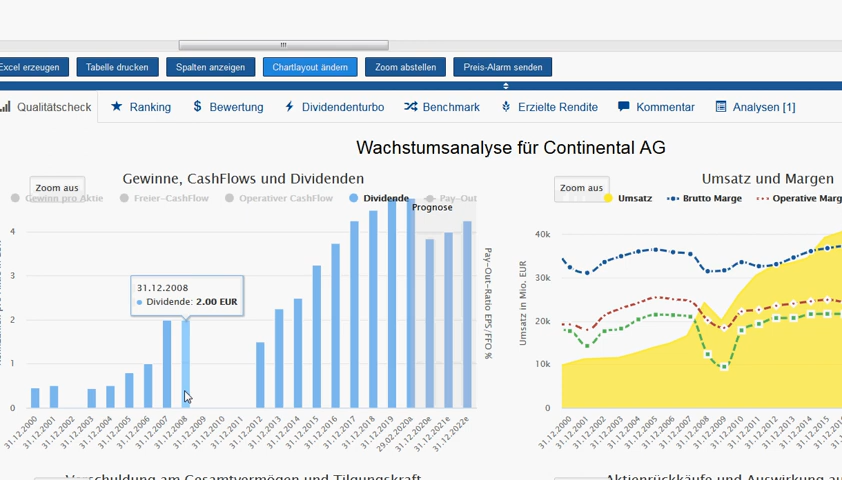 Excel erzeugen Tabelle drucken Spalten anzeigen Chartlayout ändern Zoom abstellen Preis-Alarm senden
Qualitätscheck Ranking $ Bewertung Dividendenturbo Benchmark Erzielte Rendite Kommentar Analysen [1]
Wachstumsanalyse für Continental AG
Gewinne, CashFlows und Dividenden
Zoom aus
Gewinn pro Aktie Freier-CashFlow Operativer CashFlow Dividende Pay-Out
Prognose
4
3
2
1
0
31.12.2008
Dividende: 2.00 EUR
Pay-Out-Ratio EPS/FFO %
31.12.2000 31.12.2001 31.12.2002 31.12.2003 31.12.2004 31.12.2005 31.12.2006 31.12.2007 31.12.2008 31.12.2009 31.12.2010 31.12.2011 31.12.2012 31.12.2013 31.12.2014 31.12.2015 31.12.2016 31.12.2017 31.12.2018 31.12.2019 29.02.2020a 31.12.2020e 31.12.2021e 31.12.2022e
Umsatz und Margen
Zoom aus
Umsatz Brutto Marge Operative Marg
Umsatz in Mio. EUR
40k
30k
20k
10k
0
31.12.2000 31.12.2001 31.12.2002 31.12.2003 31.12.2004 31.12.2005 31.12.2006 31.12.2007 31.12.2008 31.12.2009 31.12.2010 31.12.2011 31.12.2012 31.12.2013 31.12.2014 31.12.2015
schuldung am Gesamtvermögen und Tilgungskraft
Aktienrückkäufe und Auswirkung au